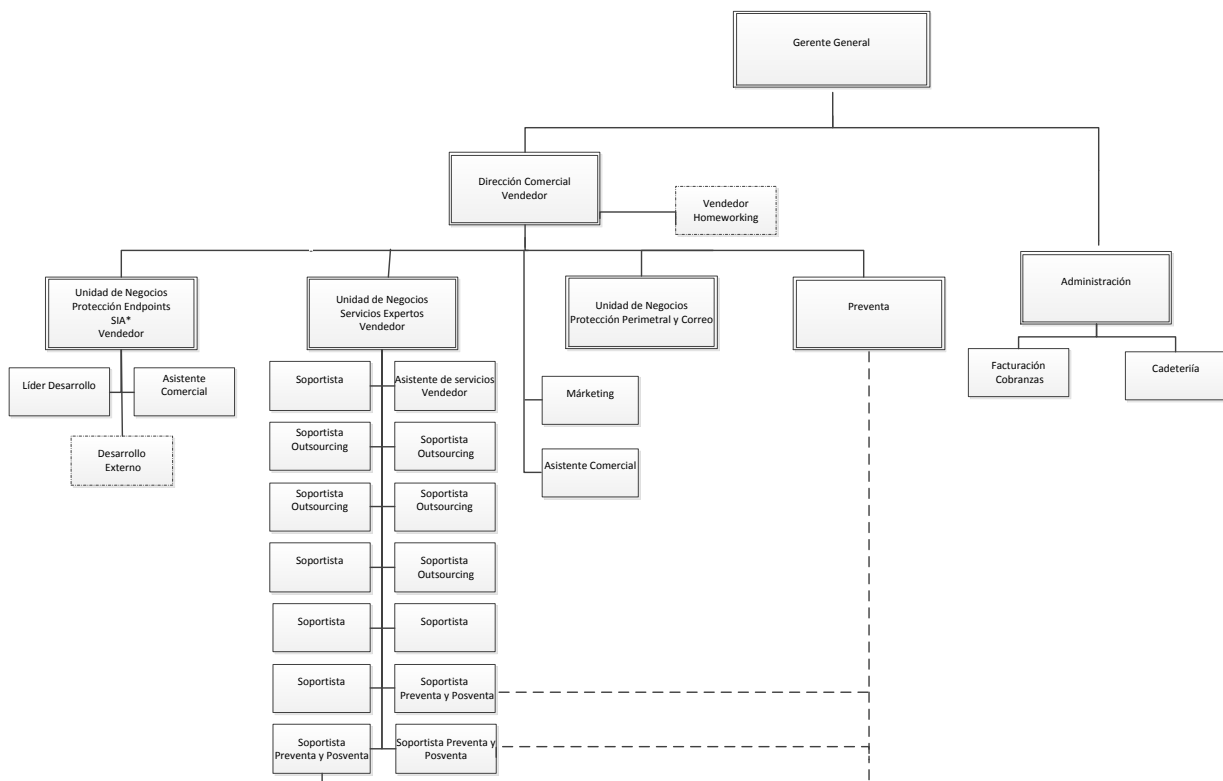 Gerente General
Dirección Comercial
Vendedor
Vendedor
Homeworking
Unidad de Negocios
Protección Endpoints
SIA*
Vendedor
Unidad de Negocios
Servicios Expertos
Vendedor
Unidad de Negocios
Protección Perimetral y Correo
Preventa
Administración
Líder Desarrollo
Asistente
Comercial
Desarrollo
Externo
Soportista
Asistente de servicios
Vendedor
Soportista
Outsourcing
Soportista
Outsourcing
Soportista
Outsourcing
Soportista
Outsourcing
Soportista
Soportista
Outsourcing
Soportista
Soportista
Soportista
Soportista
Preventa y Posventa
Soportista
Preventa y Posventa
Soportista Preventa y
Posventa
Márketing
Asistente Comercial
Facturación
Cobranzas
Cadeteriía